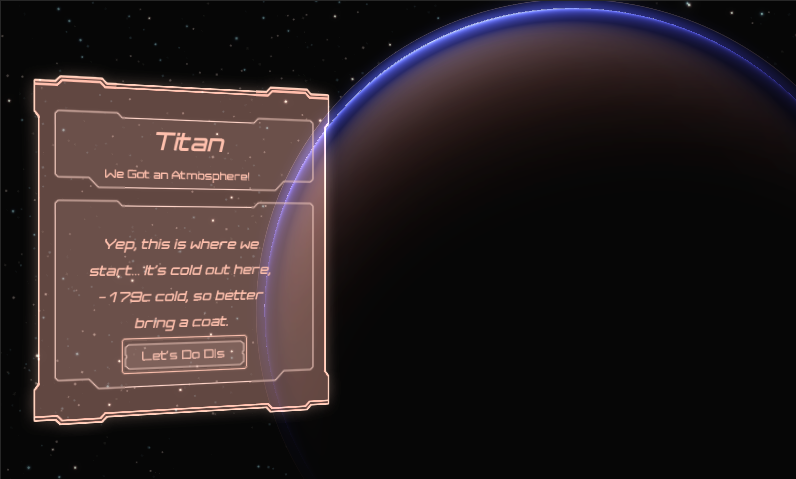 Titan
We Got an Atmosphere!
Yep, this is where we
start... It's cold out here,
-179c cold, so better
bring a coat.
Let's Do Dis